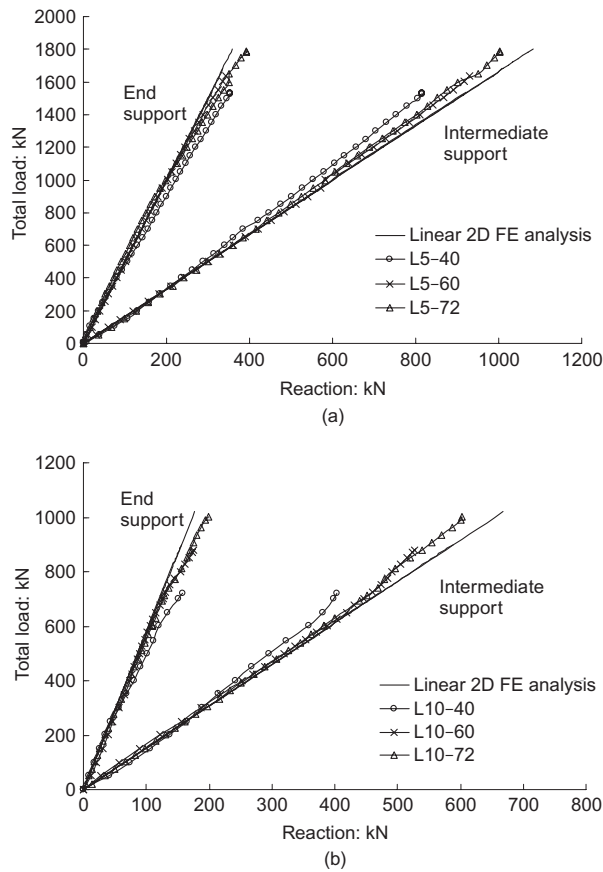 1800
2000
1600
1400
1200
1000
800
600
400
200
0
Total load: kN
End
support
Intermediate
support
Linear 2D FE analysis
L5–40
L5–60
L5–72
0
200
400
600
800
1000
1200
Reaction: kN
(a)
1200
1000
800
600
400
200
0
Total load: kN
End
support
Intermediate
support
Linear 2D FE analysis
L10–40
L10–60
L10–72
0
100
200
300
400
500
600
700
800
Reaction: kN
(b)